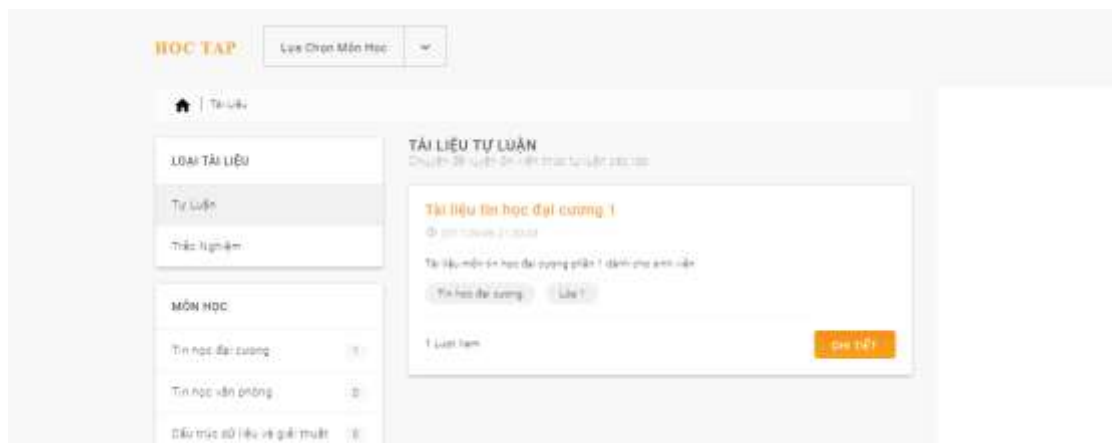 HOC TAP
Lựa Chọn Môn Học
Tài Liệu
LOẠI TÀI LIỆU
Tự Luận
Trắc Nghiệm
MÔN HỌC
Tin học đại cương 1
Tin học văn phòng 0
Cấu trúc dữ liệu và giải thuật 0
TÀI LIỆU TỰ LUẬN
Tài liệu tin học đại cương 1
Tài liệu môn tin học đại cương phần 1 dành cho sinh viên
Tin học đại cương
1 Lượt Xem
CHI TIẾT